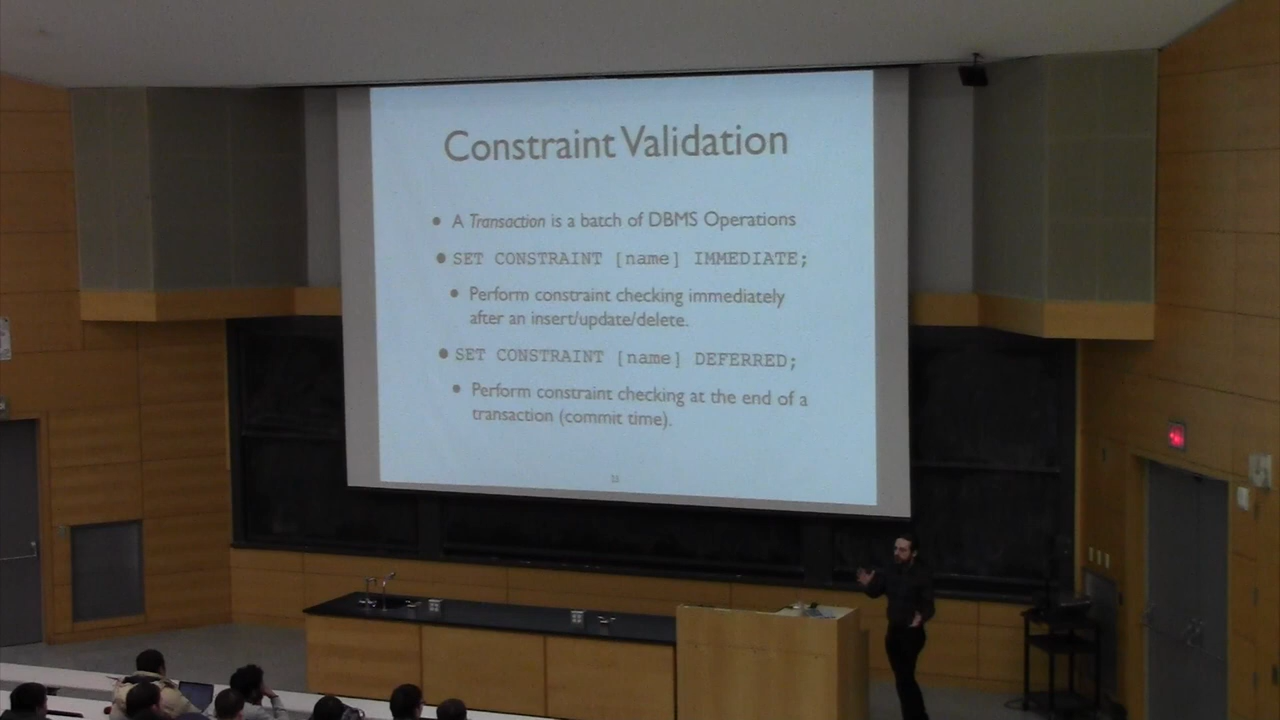 Constraint Validation
• A Transaction is a batch of DBMS Operations
• SET CONSTRAINT [name] IMMEDIATE;
• Perform constraint checking immediately
after an insert/update/delete.
• SET CONSTRAINT [name] DEFERRED;
• Perform constraint checking at the end of a
transaction (commit time).